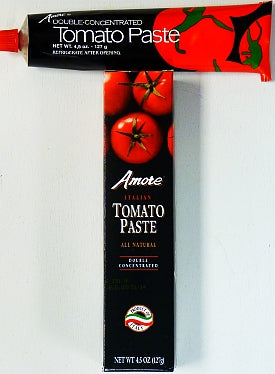 Amore
DOUBLE-CONCENTRATED
Tomato Paste
NET WT. 4.5 oz. - 127 g
REFRIGERATE AFTER OPENING.
Amore
ITALIAN
TOMATO
PASTE
ALL NATURAL
DOUBLE
CONCENTRATED
ITALY
NET WT 4.5 OZ (127g)